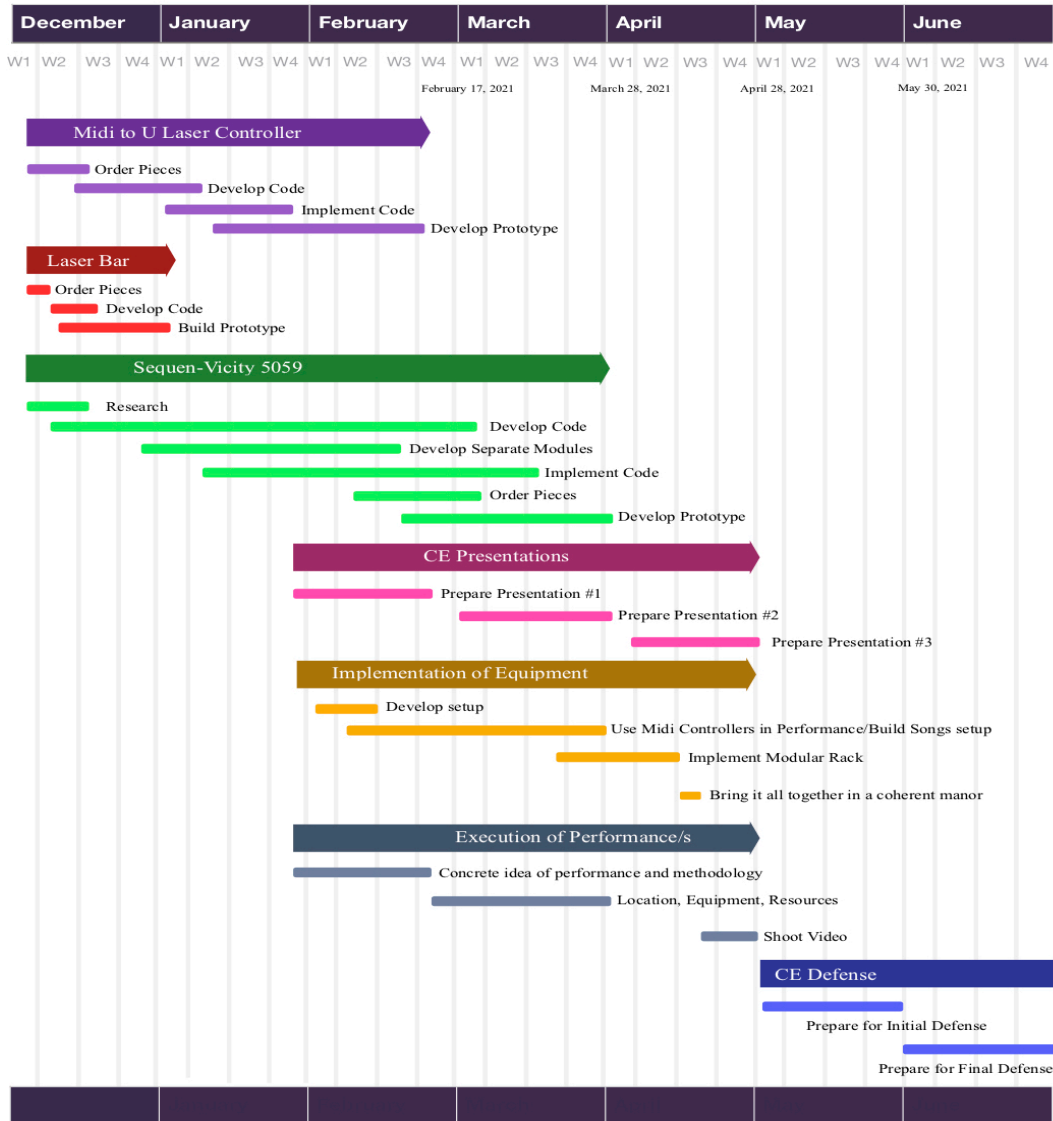 December January February March April May June
W1 W2 W3 W4 W1 W2 W3 W4 W1 W2 W3 W4 W1 W2 W3 W4 W1 W2 W3 W4 W1 W2 W3 W4 W1 W2 W3 W4
February 17, 2021 March 28, 2021 April 28, 2021 May 30, 2021
Midi to U Laser Controller
Order Pieces
Develop Code
Implement Code
Develop Prototype
Laser Bar
Order Pieces
Develop Code
Build Prototype
Sequen-Vicity 5059
Research
Develop Code
Develop Separate Modules
Implement Code
Order Pieces
Develop Prototype
CE Presentations
Prepare Presentation #1
Prepare Presentation #2
Prepare Presentation #3
Implementation of Equipment
Develop setup
Use Midi Controllers in Performance/Build Songs setup
Implement Modular Rack
Bring it all together in a coherent manor
Execution of Performance/s
Concrete idea of performance and methodology
Location, Equipment, Resources
Shoot Video
CE Defense
Prepare for Initial Defense
Prepare for Final Defense